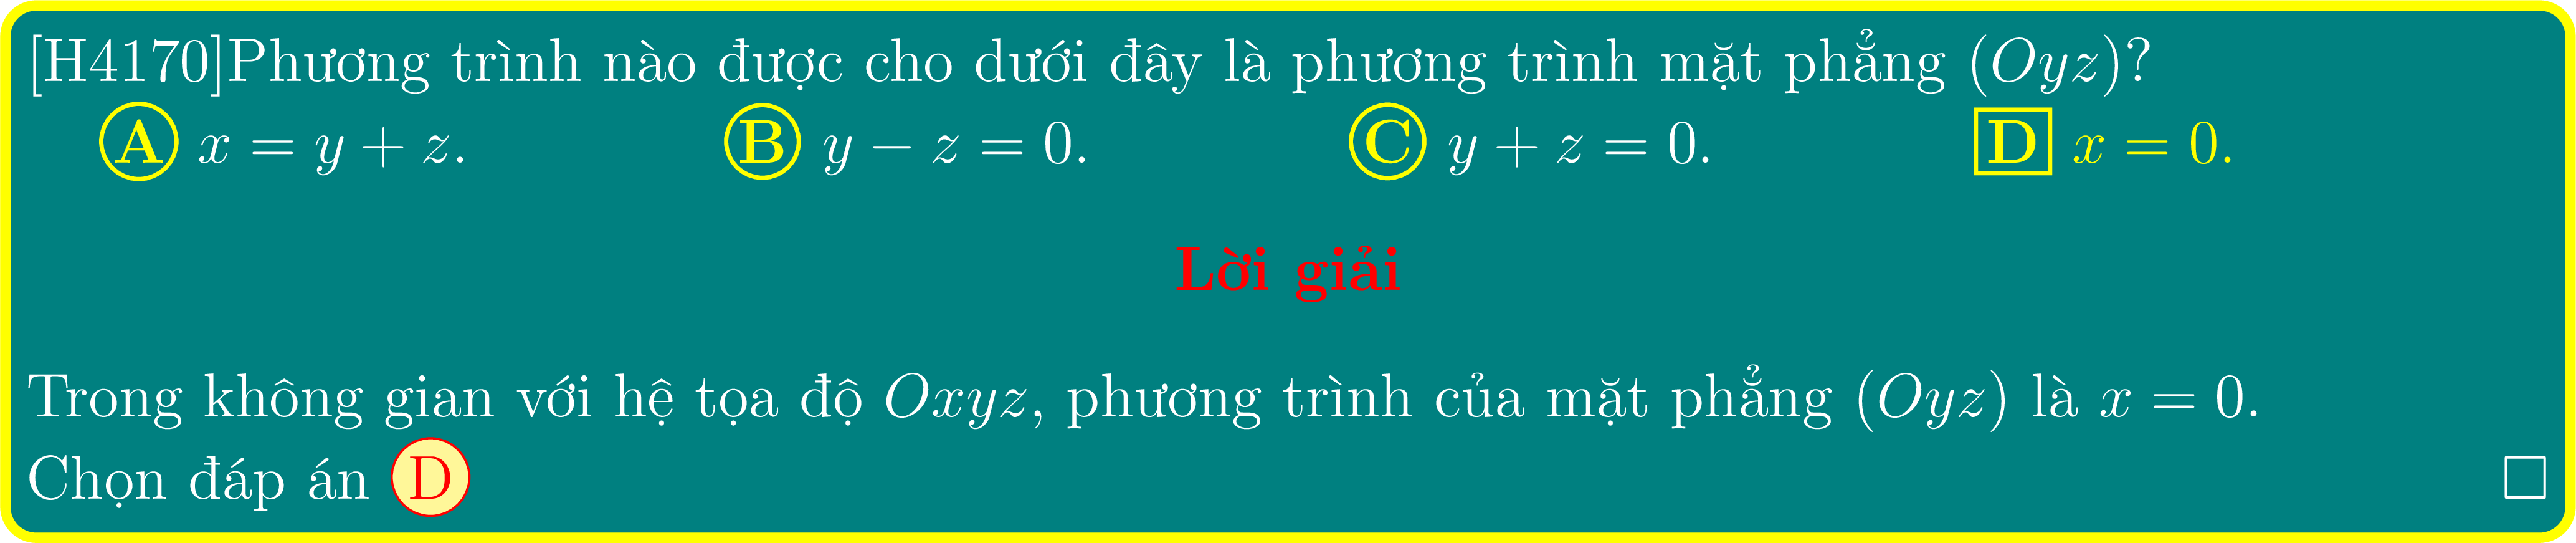 [H4170]Phương trình nào được cho dưới đây là phương trình mặt phẳng (Oyz)?
A x = y + z. B y − z = 0. C y + z = 0. D x = 0.
Lời giải
Trong không gian với hệ tọa độ Oxyz, phương trình của mặt phẳng (Oyz) là x = 0.
Chọn đáp án D □